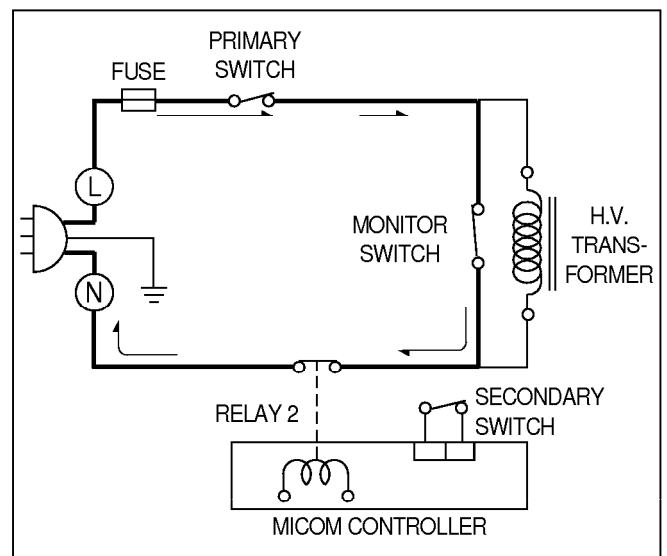 PRIMARY
SWITCH
FUSE
L
MONITOR
SWITCH
H.V.
TRANS-
FORMER
N
RELAY 2
SECONDARY
SWITCH
MICOM CONTROLLER